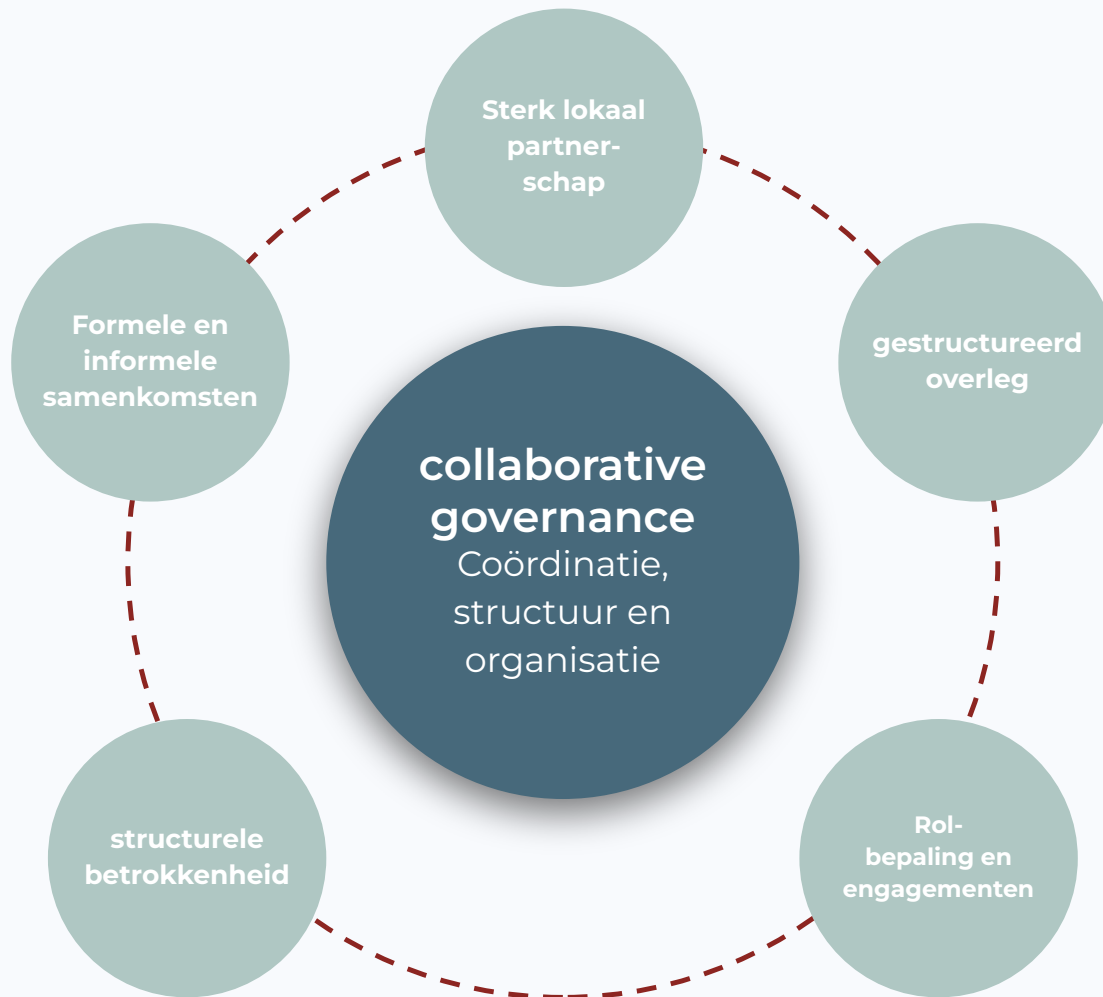 Sterk lokaal
partner-
schap
Formele en
informele
samenkomsten
gestructureerd
overleg
collaborative
governance
Coördinatie,
structuur en
organisatie
structurele
betrokkenheid
Rol-
bepaling en
engagementen